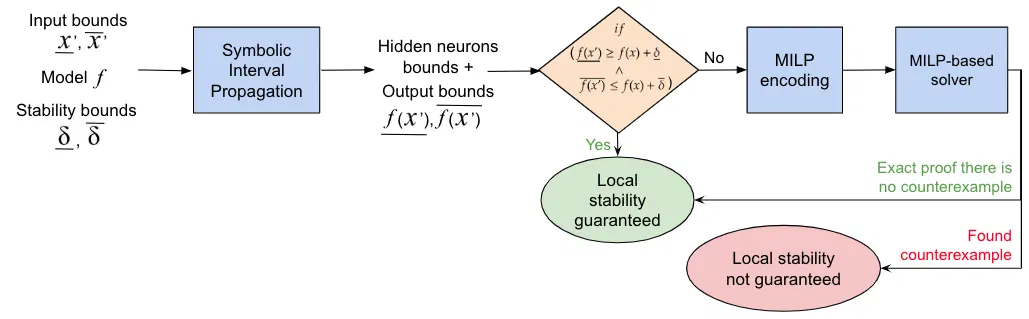 Input bounds
x', x̅'
Model f
Stability bounds
δ, δ̅
Symbolic
Interval
Propagation
Hidden neurons
bounds +
Output bounds
f(x'), f(x')
if
(f(x') ≥ f(x) + δ
∧
f(x') ≤ f(x) + δ̅)
No
Yes
MILP
encoding
MILP-based
solver
Local
stability
guaranteed
Exact proof there is
no counterexample
Found
counterexample
Local stability
not guaranteed